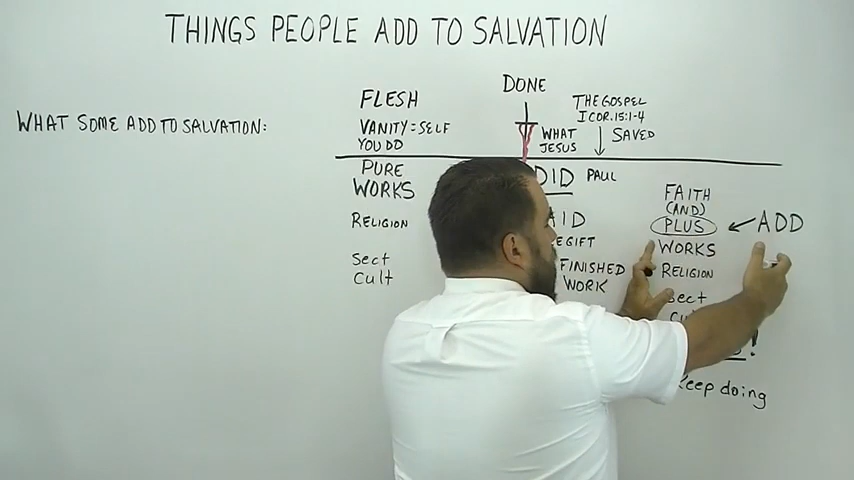 THINGS PEOPLE ADD TO SALVATION
WHAT SOME ADD TO SALVATION:
FLESH
VANITY = SELF
YOU DO
PURE
WORKS
RELIGION
Sect
Cult
DONE
WHAT
JESUS
DID
AID
GIFT
FINISHED
WORK
THE GOSPEL
I COR. 15:1-4
SAVED
PAUL
FAITH
(AND)
PLUS
ADD
WORKS
RELIGION
Sect
Keep doing